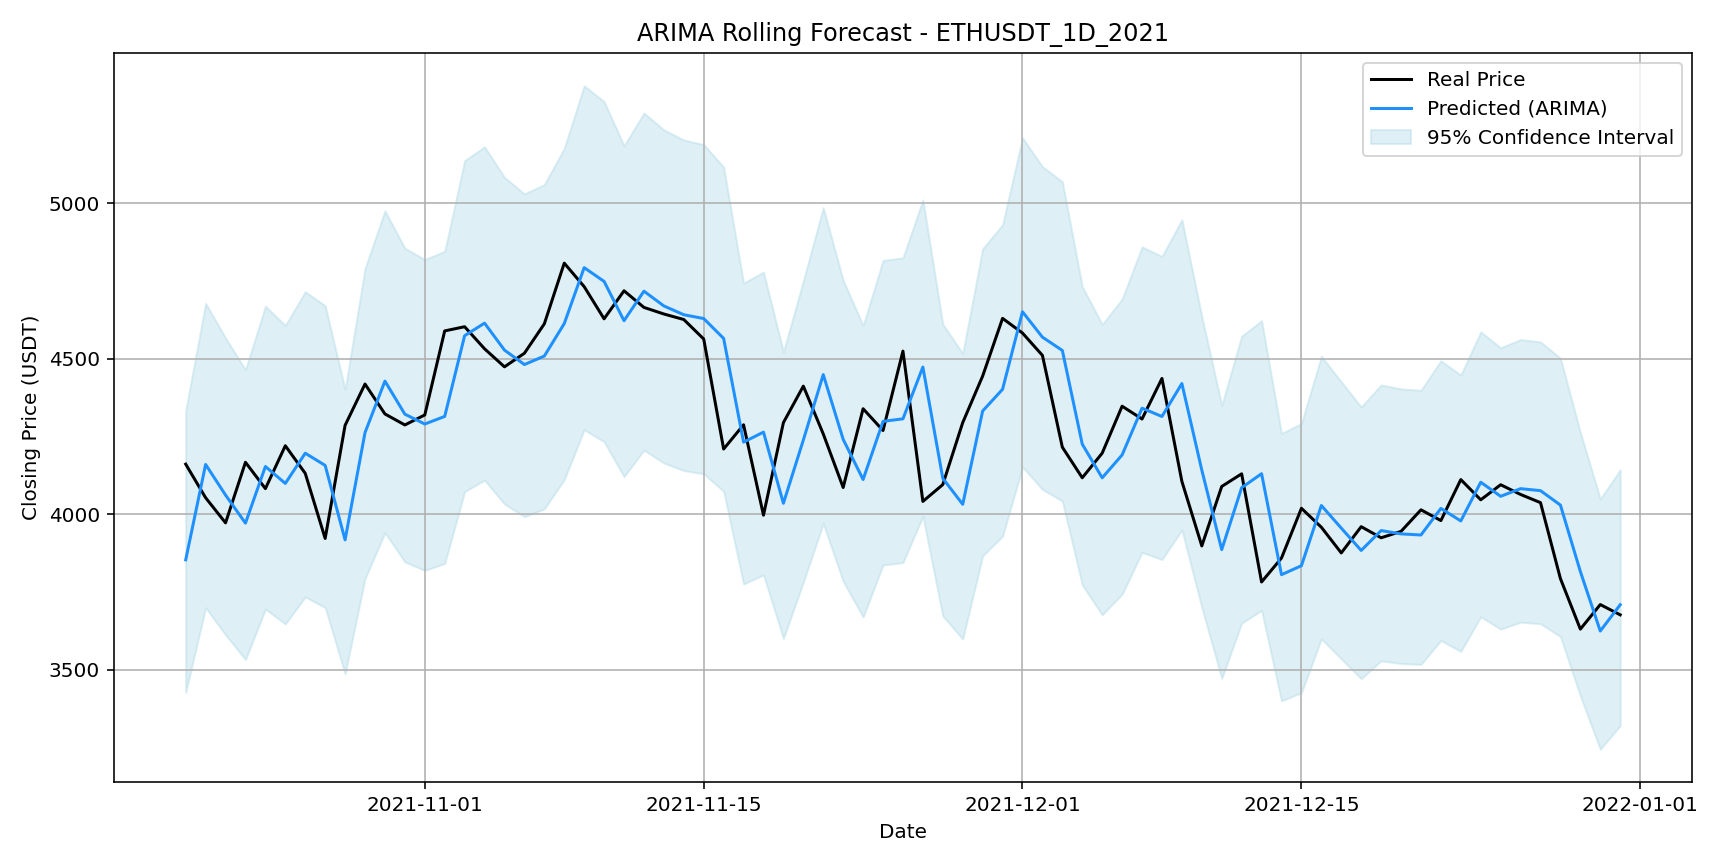 ARIMA Rolling Forecast - ETHUSDT_1D_2021
Real Price
Predicted (ARIMA)
95% Confidence Interval
Closing Price (USDT)
5000
4500
4000
3500
2021-11-01
2021-11-15
2021-12-01
2021-12-15
2022-01-01
Date